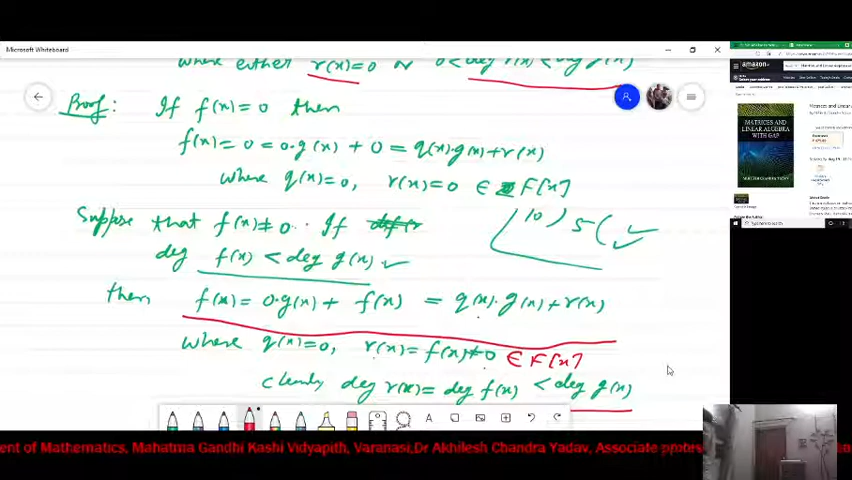 Microsoft Whiteboard
where either r(x)=0 or 0<deg r(x)<deg g(x)
Proof: If f(x)=0 then
f(x)=0=0.g(x)+0=q(x).g(x)+r(x)
where q(x)=0, r(x)=0 ∈ F[x]
Suppose that f(x)≠0. If
10) 5 (
deg f(x) < deg g(x)
then f(x)=0.g(x)+ f(x) = q(x).g(x)+r(x)
where q(x)=0, r(x)=f(x)≠0 ∈ F[x]
clearly deg r(x)= deg f(x) < deg g(x)
amazon
MATRICES AND
LINEAR ALGEBRA
WITH GAP
ent of Mathematics, Mahatma Gandhi Kashi Vidyapith, Varanasi,Dr Akhilesh Chandra Yadav, Associate profes